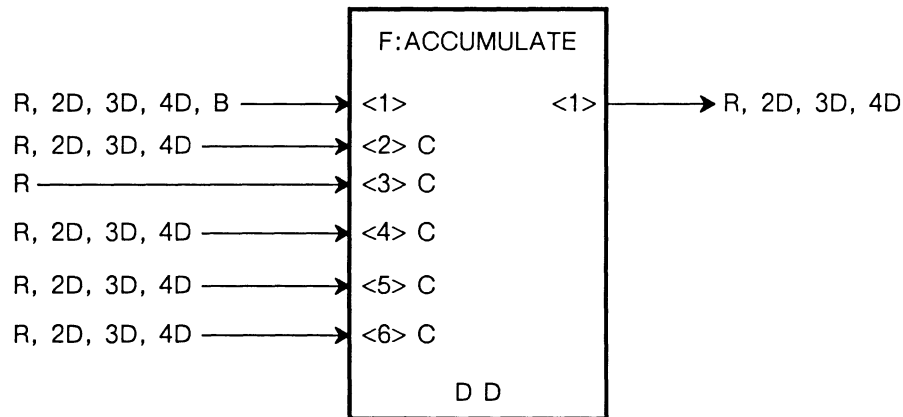 F:ACCUMULATE
R, 2D, 3D, 4D, B <1> <1> R, 2D, 3D, 4D
R, 2D, 3D, 4D <2> C
R <3> C
R, 2D, 3D, 4D <4> C
R, 2D, 3D, 4D <5> C
R, 2D, 3D, 4D <6> C
D D